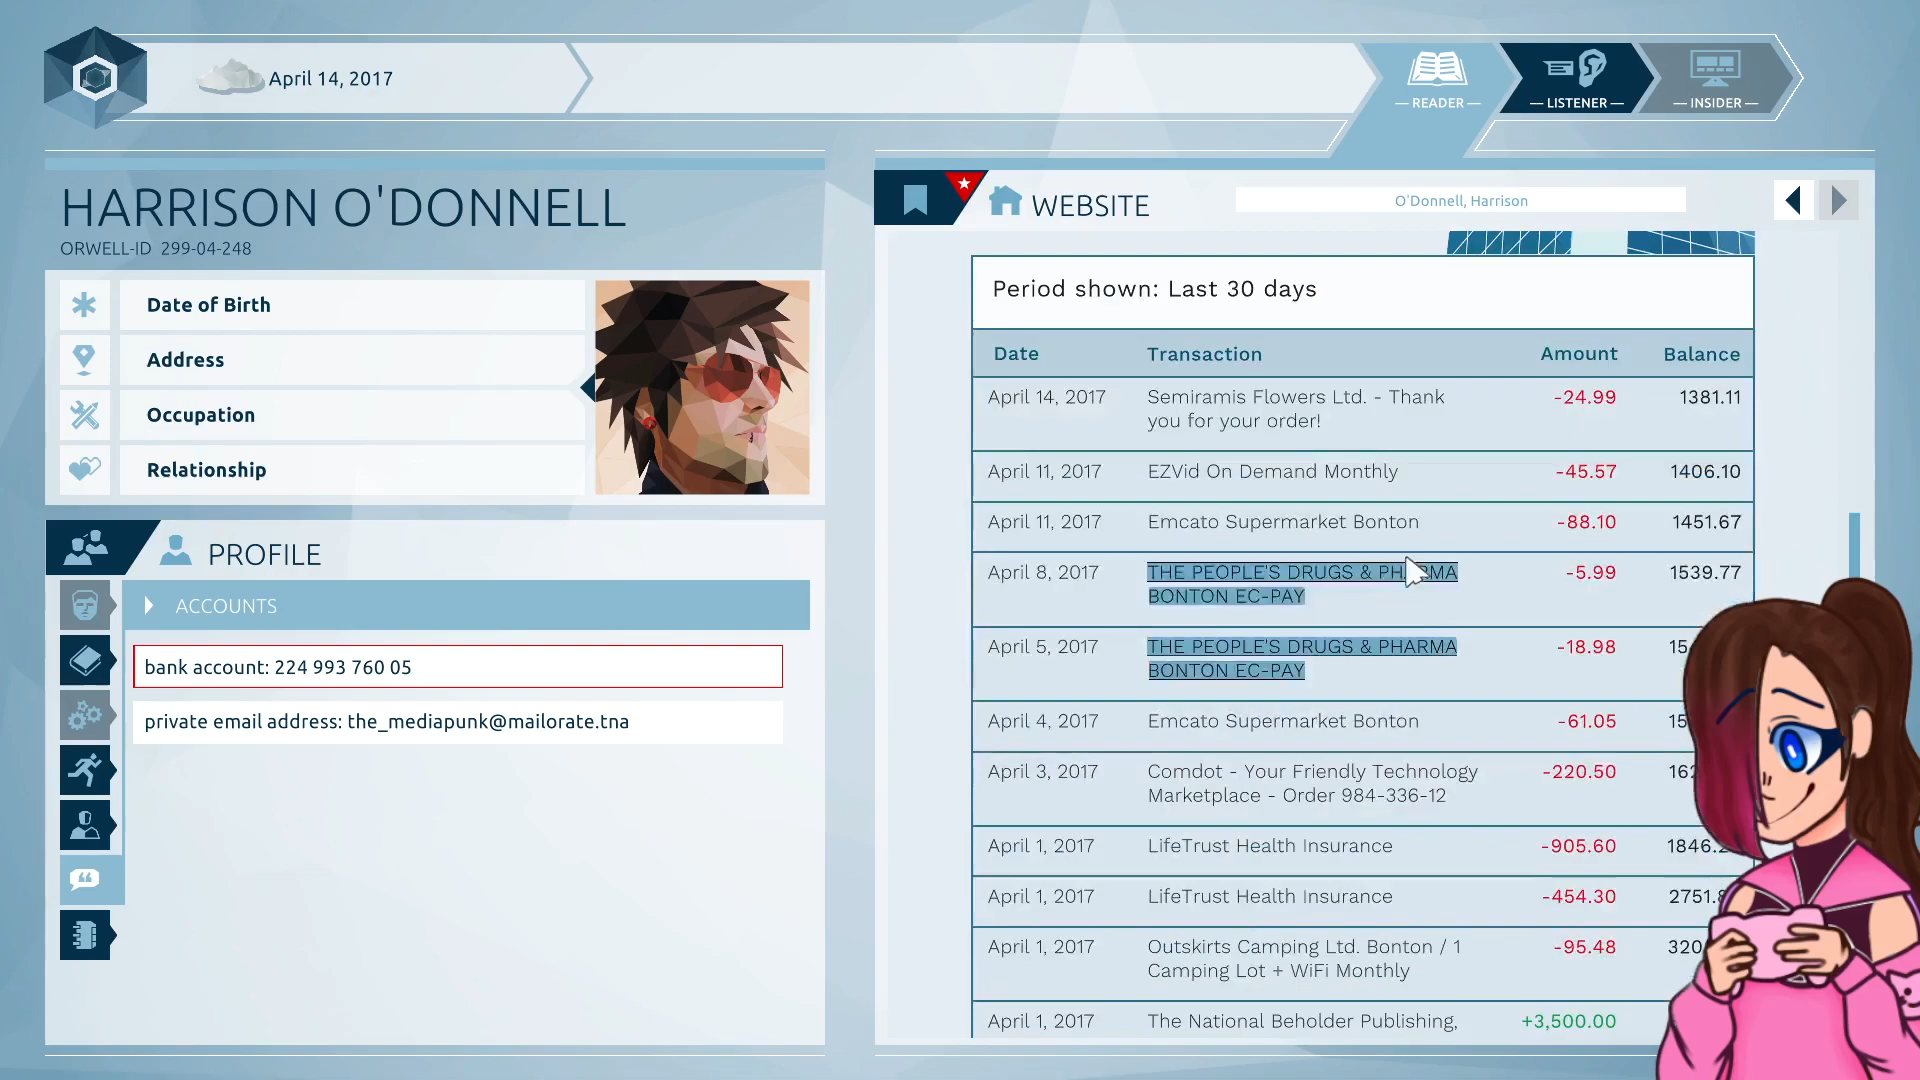 April 14, 2017
— READER —
— LISTENER —
— INSIDER —
HARRISON O'DONNELL
ORWELL-ID 299-04-248
Date of Birth
Address
Occupation
Relationship
PROFILE
ACCOUNTS
bank account: 224 993 760 05
private email address: the_mediapunk@mailorate.tna
WEBSITE
O'Donnell, Harrison
Period shown: Last 30 days
Date Transaction Amount Balance
April 14, 2017 Semiramis Flowers Ltd. - Thank -24.99 1381.11
you for your order!
April 11, 2017 EZVid On Demand Monthly -45.57 1406.10
April 11, 2017 Emcato Supermarket Bonton -88.10 1451.67
April 8, 2017 THE PEOPLE'S DRUGS & PHARMA -5.99 1539.77
BONTON EC-PAY
April 5, 2017 THE PEOPLE'S DRUGS & PHARMA -18.98
BONTON EC-PAY
April 4, 2017 Emcato Supermarket Bonton -61.05
April 3, 2017 Comdot - Your Friendly Technology -220.50
Marketplace - Order 984-336-12
April 1, 2017 LifeTrust Health Insurance -905.60
April 1, 2017 LifeTrust Health Insurance -454.30
April 1, 2017 Outskirts Camping Ltd. Bonton / 1 -95.48
Camping Lot + WiFi Monthly
April 1, 2017 The National Beholder Publishing, +3,500.00